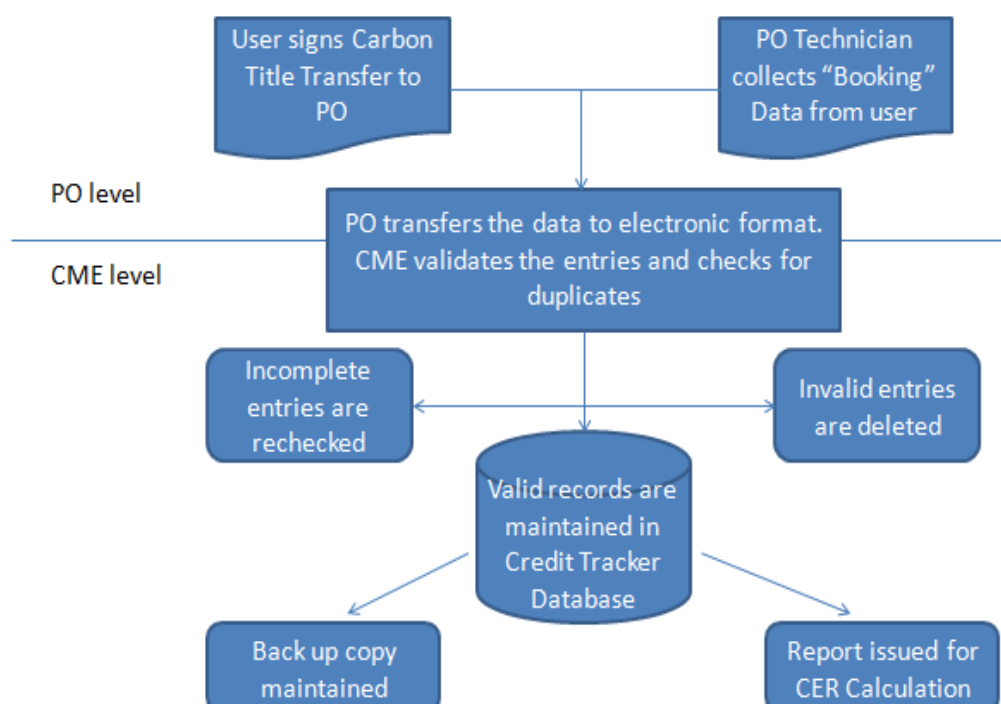 User signs Carbon
Title Transfer to
PO
PO Technician
collects “Booking”
Data from user
PO level
PO transfers the data to electronic format.
CME validates the entries and checks for
duplicates
CME level
Incomplete
entries are
rechecked
Invalid entries
are deleted
Valid records are
maintained in
Credit Tracker
Database
Back up copy
maintained
Report issued for
CER Calculation